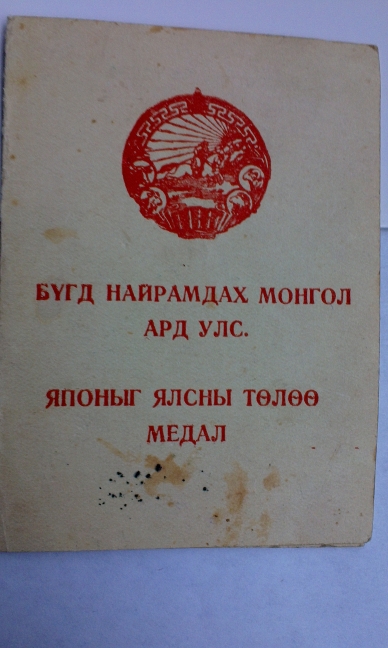 БҮГД НАЙРАМДАХ МОНГОЛ
АРД УЛС.
ЯПОНЫГ ЯЛСНЫ ТӨЛӨӨ
МЕДАЛ